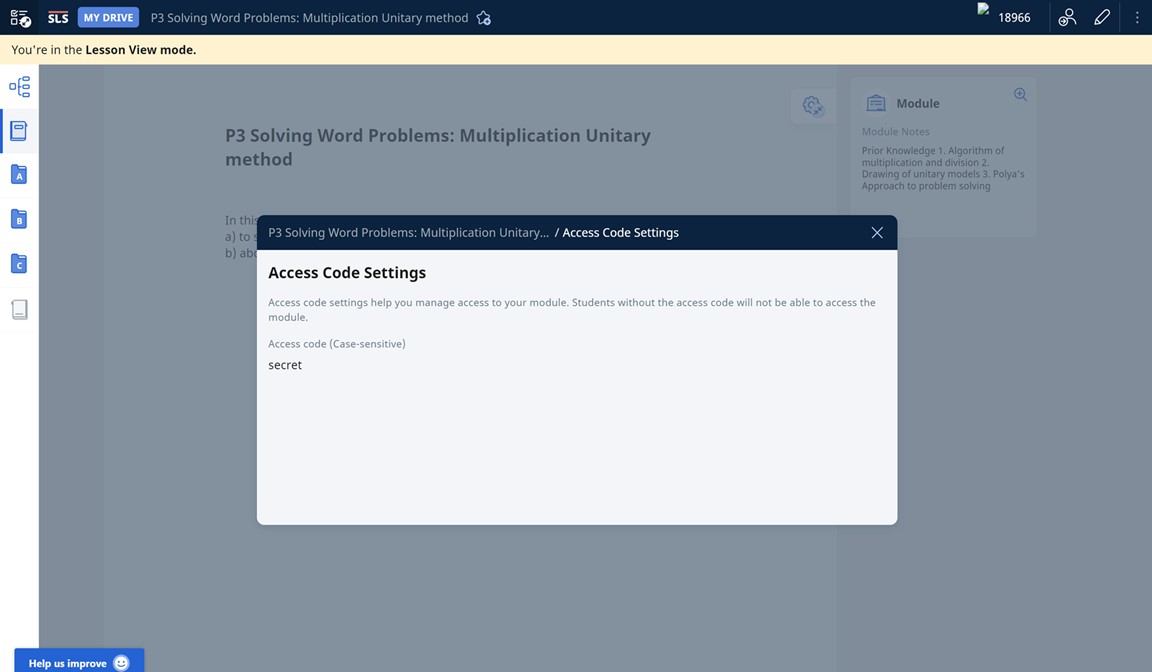 SLS MY DRIVE P3 Solving Word Problems: Multiplication Unitary method 18966
You're in the Lesson View mode.
A
B
C
P3 Solving Word Problems: Multiplication Unitary
method
In this
a) to s
b) abo
Module
Module Notes
Prior Knowledge 1. Algorithm of
multiplication and division 2.
Drawing of unitary models 3. Polya's
Approach to problem solving
P3 Solving Word Problems: Multiplication Unitary... / Access Code Settings
Access Code Settings
Access code settings help you manage access to your module. Students without the access code will not be able to access the
module.
Access code (Case-sensitive)
secret
Help us improve